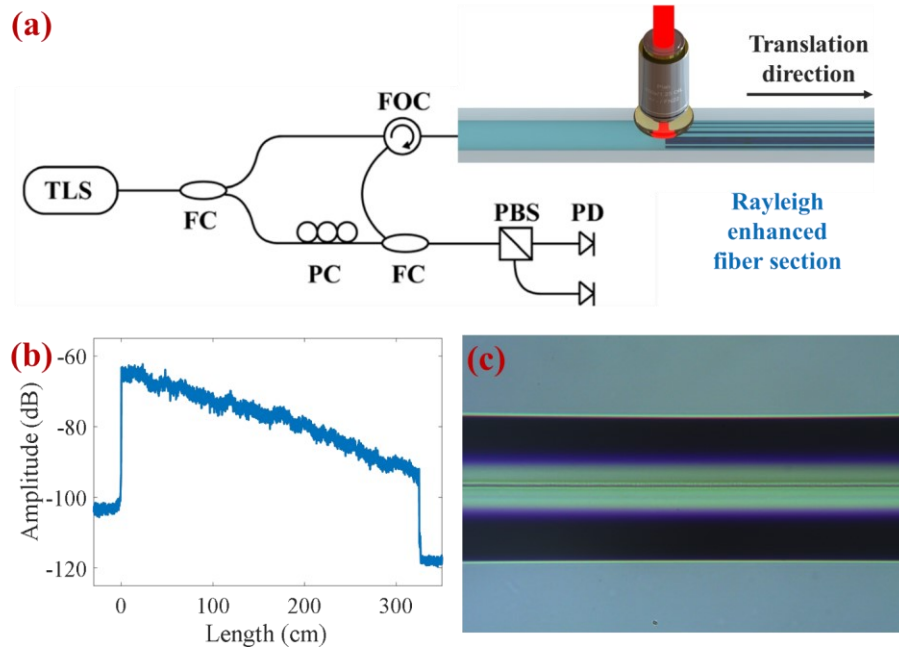 (a)
Translation
direction
FOC
TLS
FC
PC
FC
PBS
PD
Rayleigh
enhanced
fiber section
(b)
Amplitude (dB)
-60
-80
-100
-120
0
100
200
300
Length (cm)
(c)